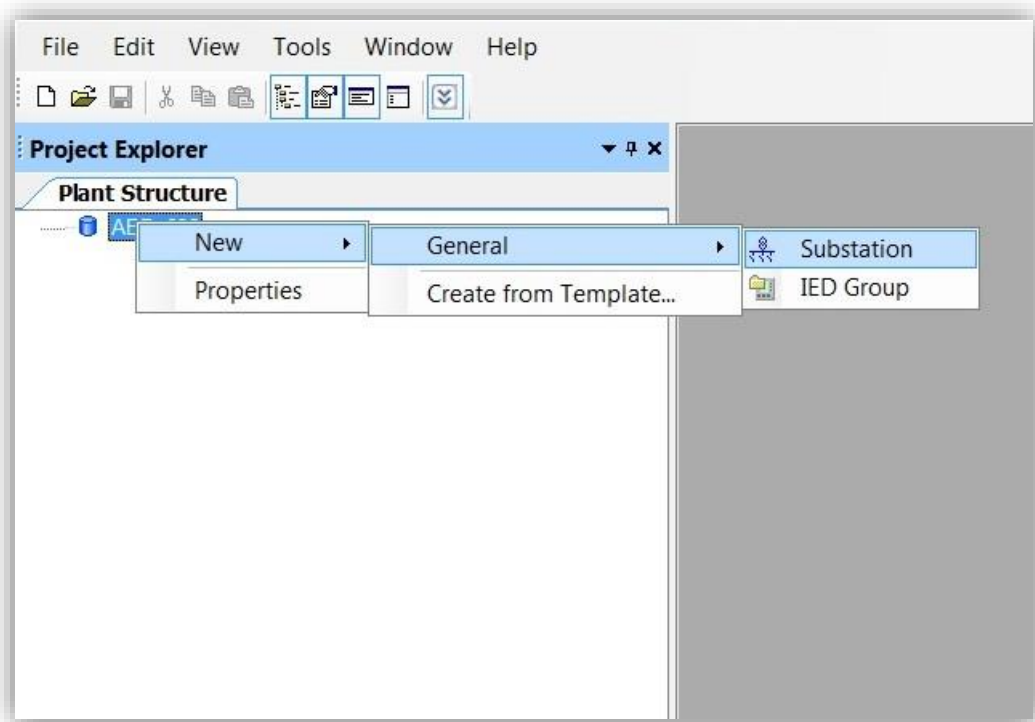 File Edit View Tools Window Help
Project Explorer
Plant Structure
New
Properties
General
Create from Template...
Substation
IED Group